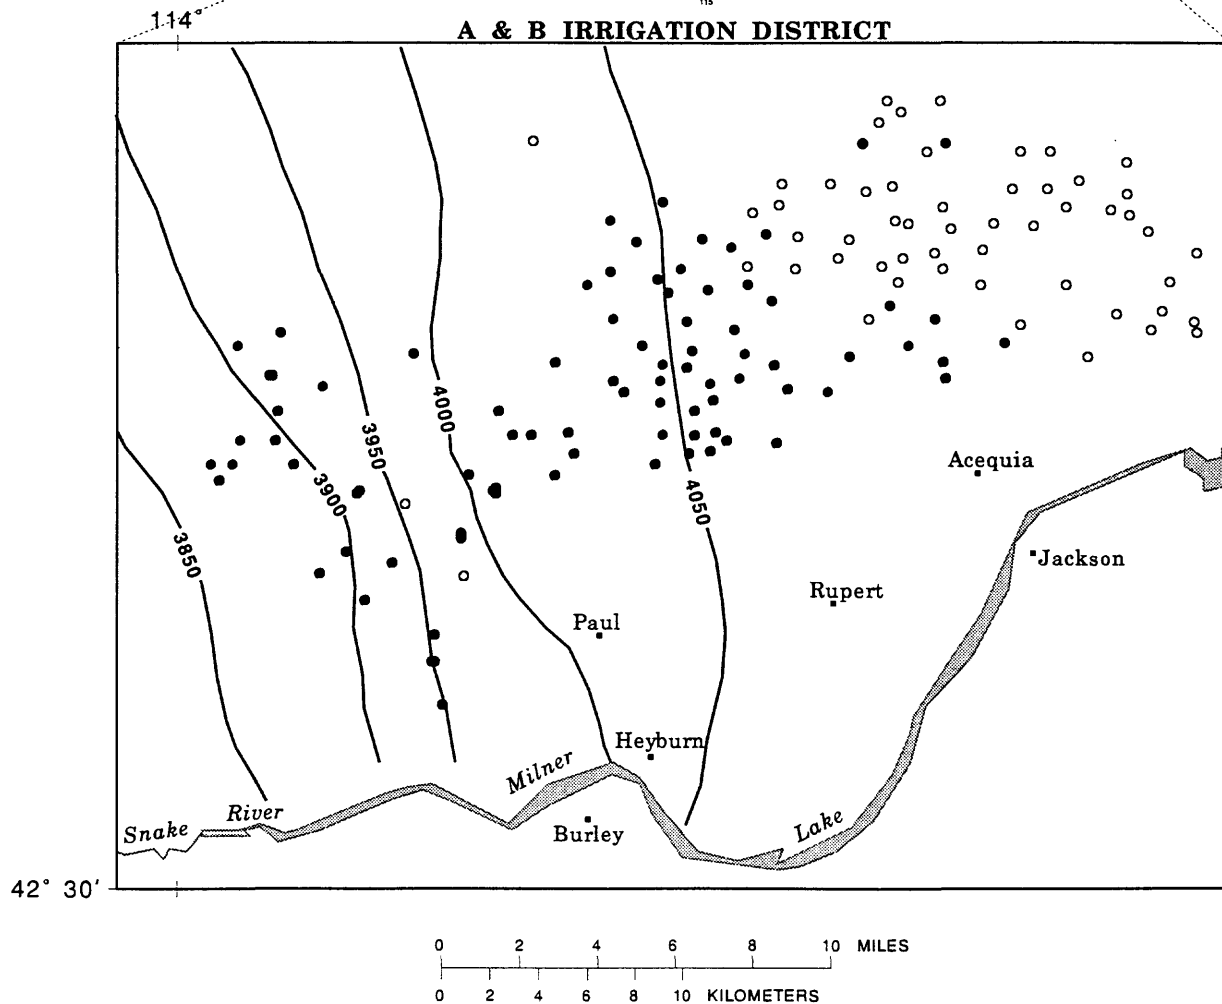 115
114°
A & B IRRIGATION DISTRICT
4000
3950
Acequia
3900
4050
3850
Jackson
Rupert
Paul
Heyburn
Milner
River
Snake
Burley
Lake
42° 30'
0 2 4 6 8 10 MILES
0 2 4 6 8 10 KILOMETERS